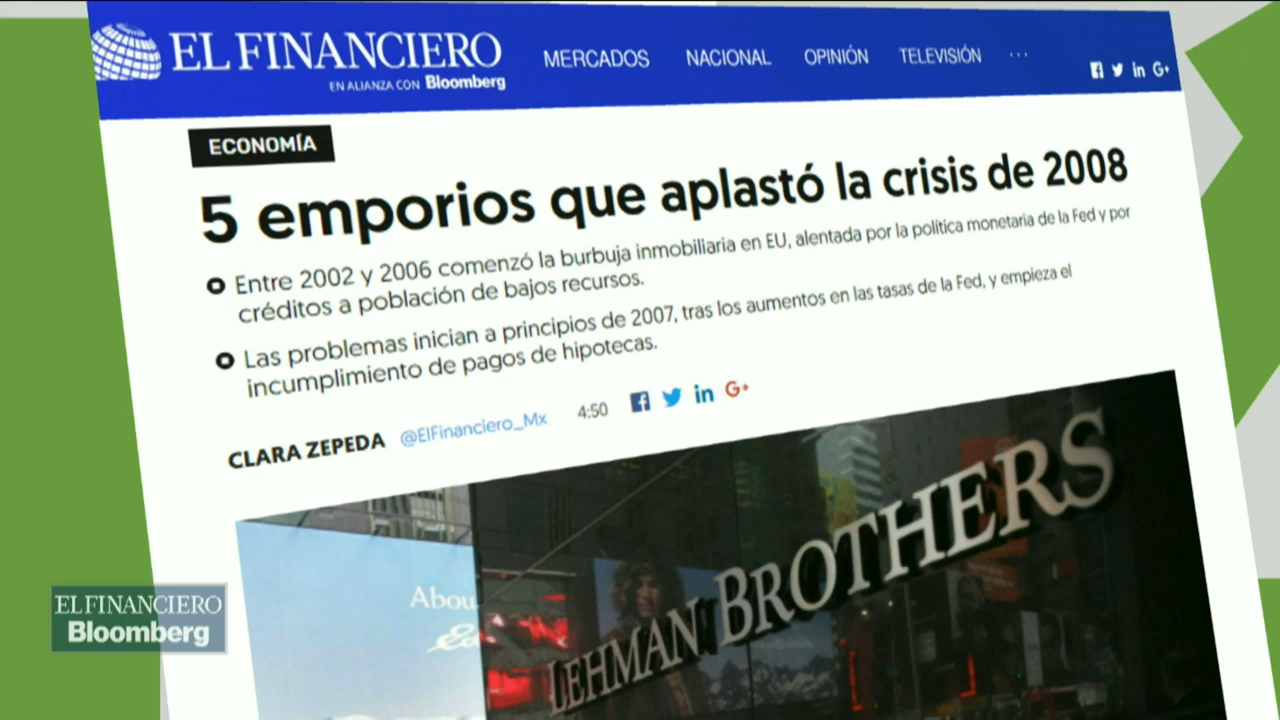 EL FINANCIERO
EN ALIANZA CON Bloomberg
MERCADOS NACIONAL OPINIÓN TELEVISIÓN ...
ECONOMÍA
5 emporios que aplastó la crisis de 2008
Entre 2002 y 2006 comenzó la burbuja inmobiliaria en EU, alentada por la política monetaria de la Fed y por
créditos a población de bajos recursos.
Las problemas inician a principios de 2007, tras los aumentos en las tasas de la Fed, y empieza el
incumplimiento de pagos de hipotecas.
CLARA ZEPEDA @ElFinanciero_Mx 4:50
Abou
LEHMAN BROTHERS
EL FINANCIERO
Bloomberg